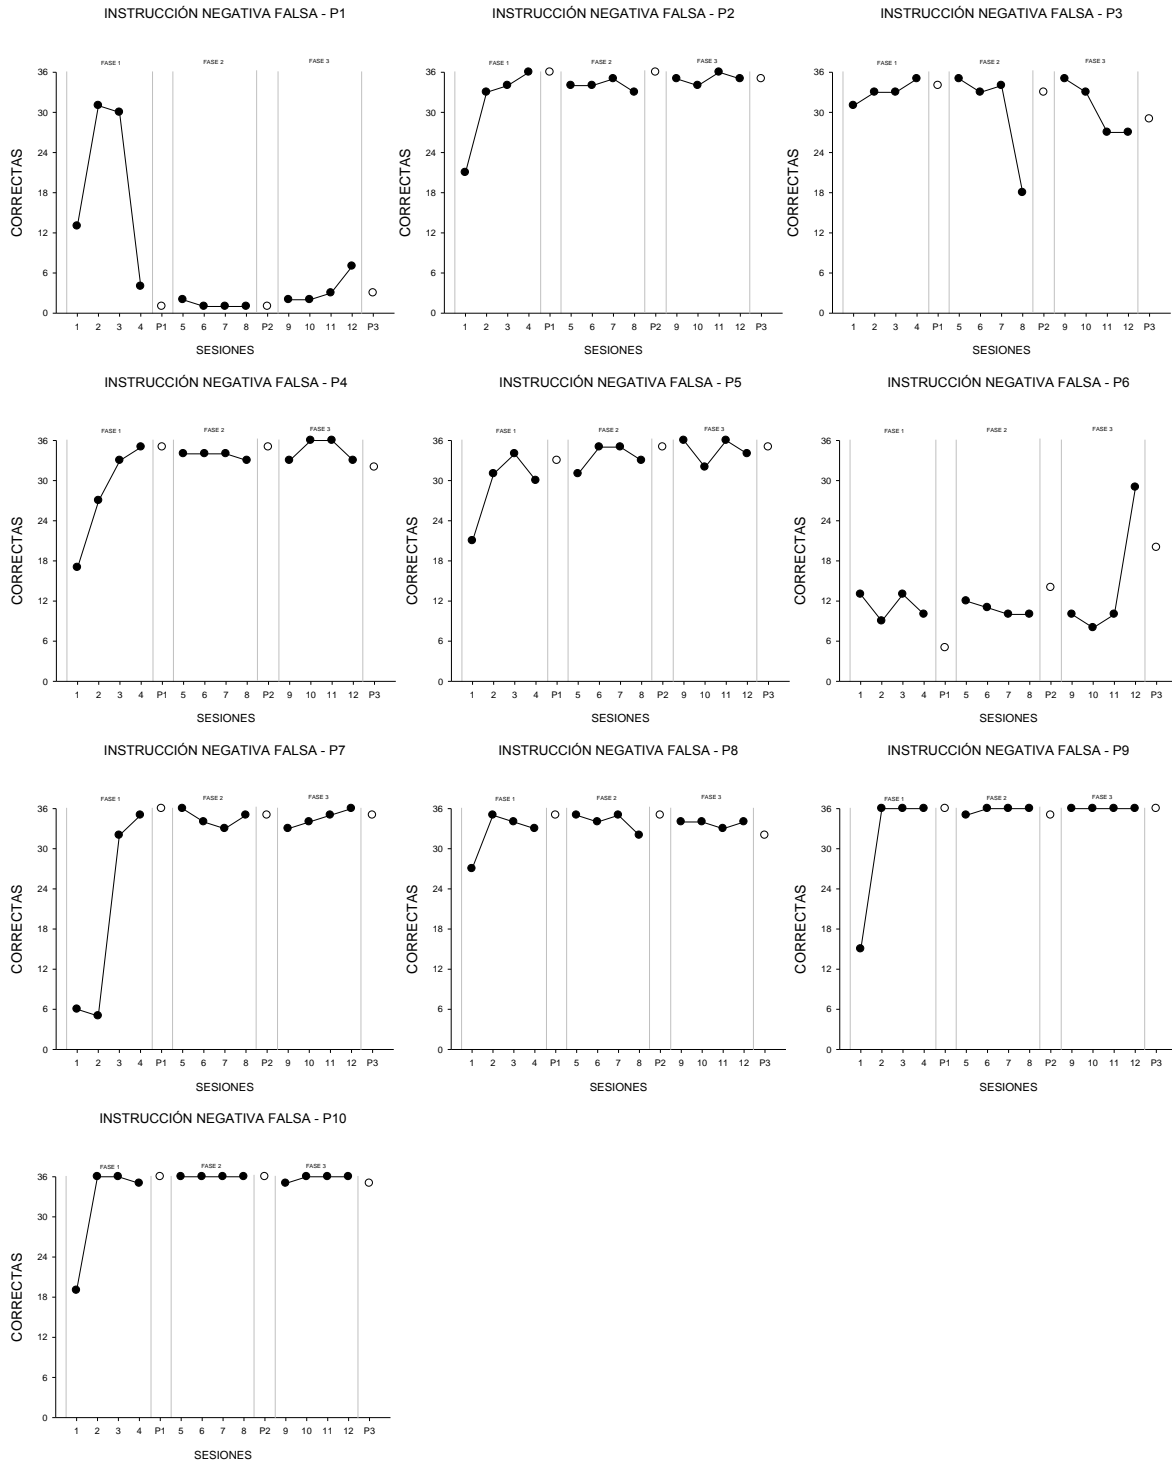 INSTRUCCIÓN NEGATIVA FALSA - P1
FASE 1 FASE 2 FASE 3
36
30
24
18
12
6
0
CORRECTAS
1 2 3 4 P1 5 6 7 8 P2 9 10 11 12 P3
SESIONES
INSTRUCCIÓN NEGATIVA FALSA - P2
FASE 1 FASE 2 FASE 3
36
30
24
18
12
6
0
CORRECTAS
1 2 3 4 P1 5 6 7 8 P2 9 10 11 12 P3
SESIONES
INSTRUCCIÓN NEGATIVA FALSA - P3
FASE 1 FASE 2 FASE 3
36
30
24
18
12
6
0
CORRECTAS
1 2 3 4 P1 5 6 7 8 P2 9 10 11 12 P3
SESIONES
INSTRUCCIÓN NEGATIVA FALSA - P4
FASE 1 FASE 2 FASE 3
36
30
24
18
12
6
0
CORRECTAS
1 2 3 4 P1 5 6 7 8 P2 9 10 11 12 P3
SESIONES
INSTRUCCIÓN NEGATIVA FALSA - P5
FASE 1 FASE 2 FASE 3
36
30
24
18
12
6
0
CORRECTAS
1 2 3 4 P1 5 6 7 8 P2 9 10 11 12 P3
SESIONES
INSTRUCCIÓN NEGATIVA FALSA - P6
FASE 1 FASE 2 FASE 3
36
30
24
18
12
6
0
CORRECTAS
1 2 3 4 P1 5 6 7 8 P2 9 10 11 12 P3
SESIONES
INSTRUCCIÓN NEGATIVA FALSA - P7
FASE 1 FASE 2 FASE 3
36
30
24
18
12
6
0
CORRECTAS
1 2 3 4 P1 5 6 7 8 P2 9 10 11 12 P3
SESIONES
INSTRUCCIÓN NEGATIVA FALSA - P8
FASE 1 FASE 2 FASE 3
36
30
24
18
12
6
0
CORRECTAS
1 2 3 4 P1 5 6 7 8 P2 9 10 11 12 P3
SESIONES
INSTRUCCIÓN NEGATIVA FALSA - P9
FASE 1 FASE 2 FASE 3
36
30
24
18
12
6
0
CORRECTAS
1 2 3 4 P1 5 6 7 8 P2 9 10 11 12 P3
SESIONES
INSTRUCCIÓN NEGATIVA FALSA - P10
FASE 1 FASE 2 FASE 3
36
30
24
18
12
6
0
CORRECTAS
1 2 3 4 P1 5 6 7 8 P2 9 10 11 12 P3
SESIONES